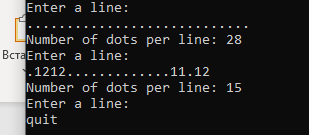 Enter a line:
............................
Number of dots per line: 28
Enter a line:
.1212.............11.12
Number of dots per line: 15
Enter a line:
quit
Вста